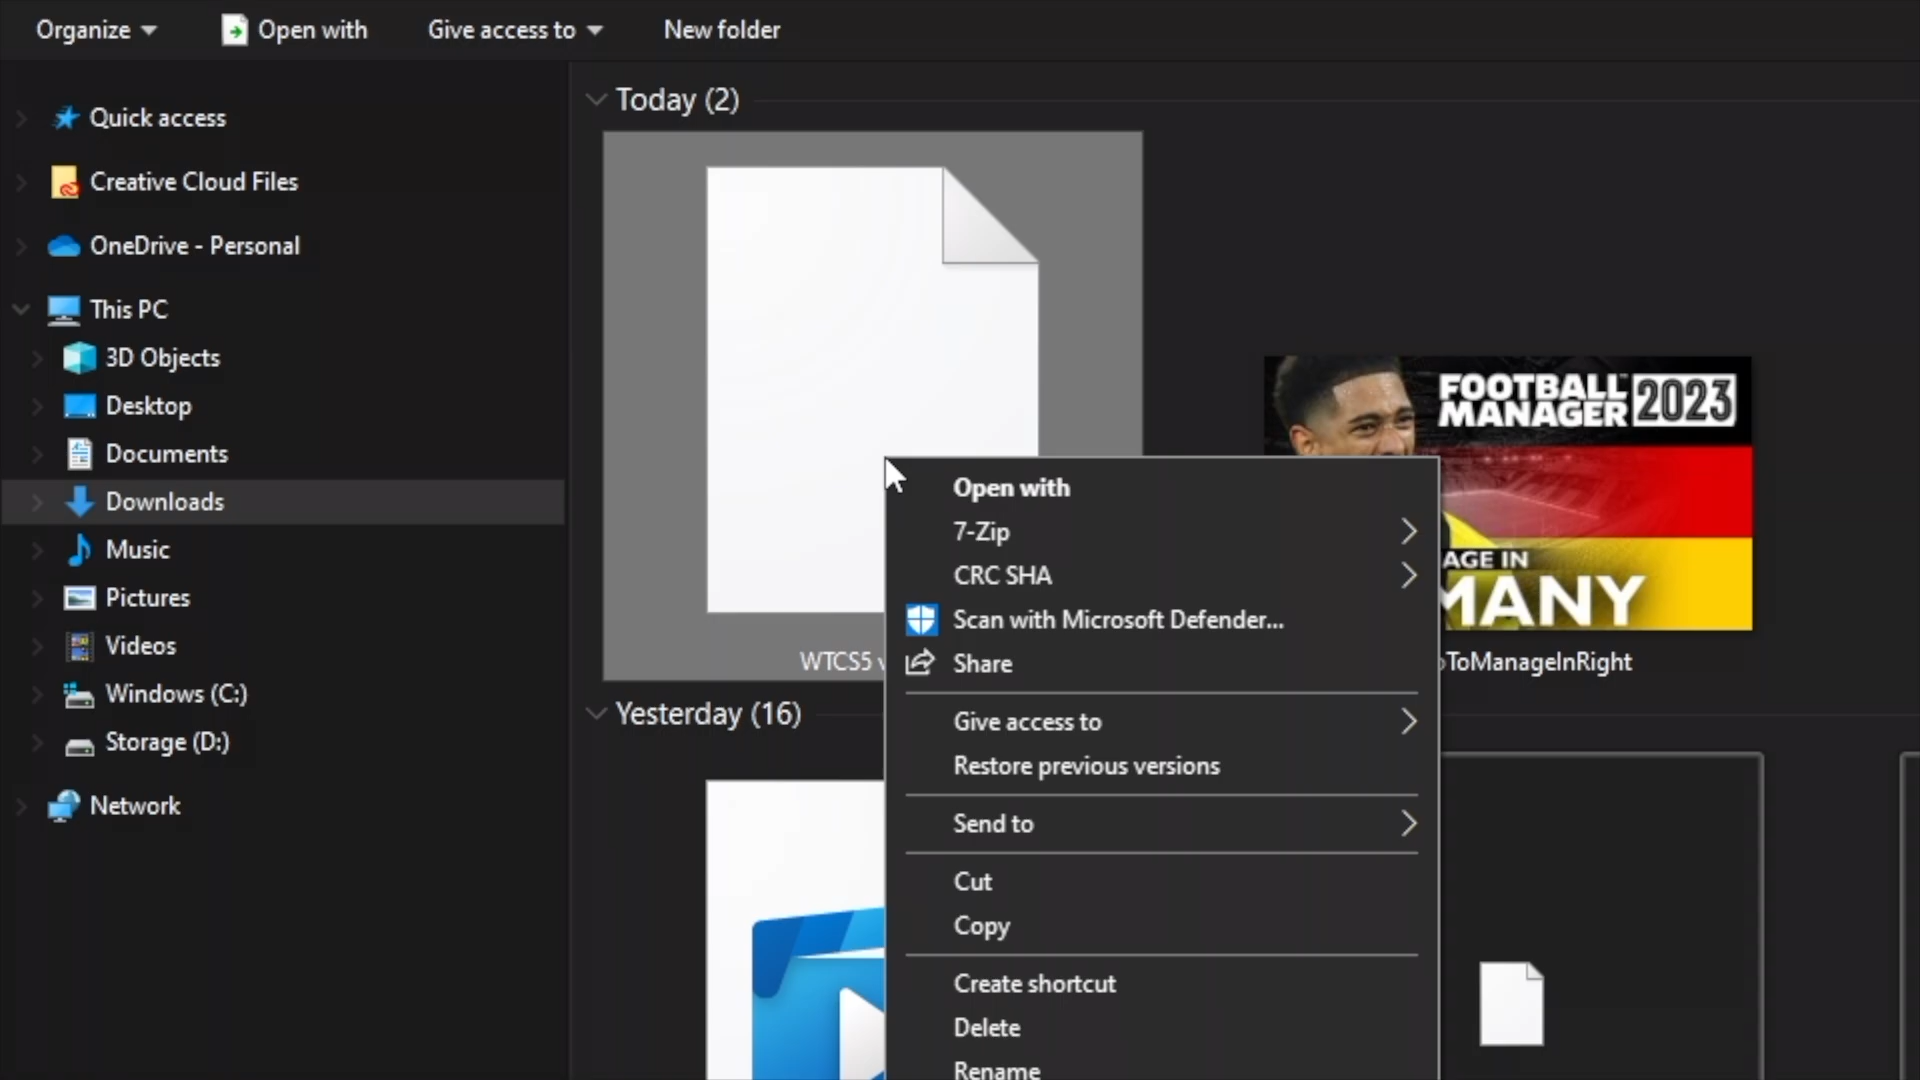 Organize
Open with
Give access to
New folder
Quick access
Creative Cloud Files
OneDrive - Personal
This PC
3D Objects
Desktop
Documents
Downloads
Music
Pictures
Videos
Windows (C:)
Storage (D:)
Network
Today (2)
WTCS5
FOOTBALL
MANAGER 2023
AGE IN
MANY
ToManageInRight
Yesterday (16)
Open with
7-Zip
CRC SHA
Scan with Microsoft Defender...
Share
Give access to
Restore previous versions
Send to
Cut
Copy
Create shortcut
Delete
Rename